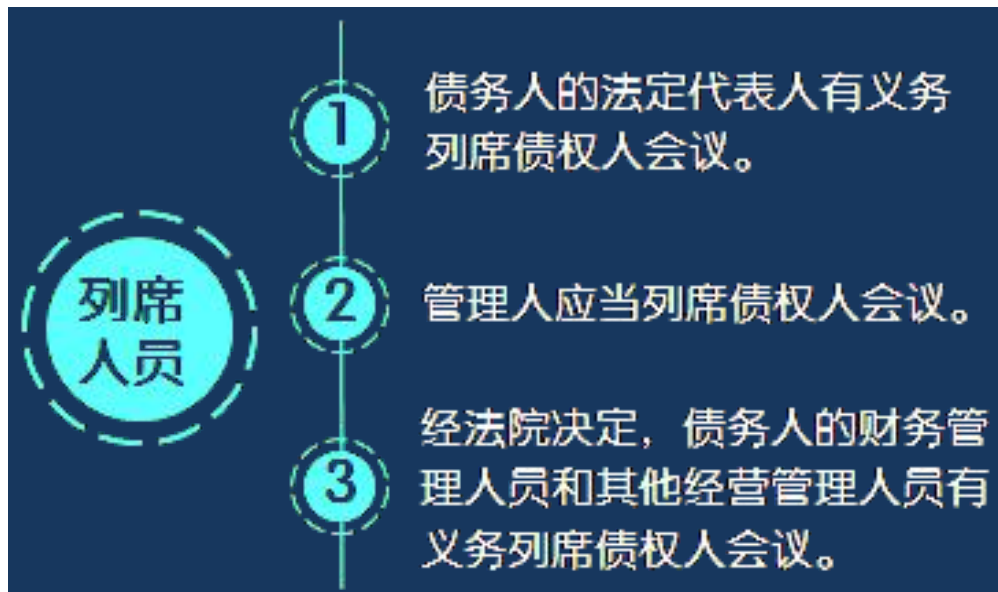 列席
人员
1
债务人的法定代表人有义务
列席债权人会议。
2
管理人应当列席债权人会议。
3
经法院决定，债务人的财务管
理人员和其他经营管理人员有
义务列席债权人会议。